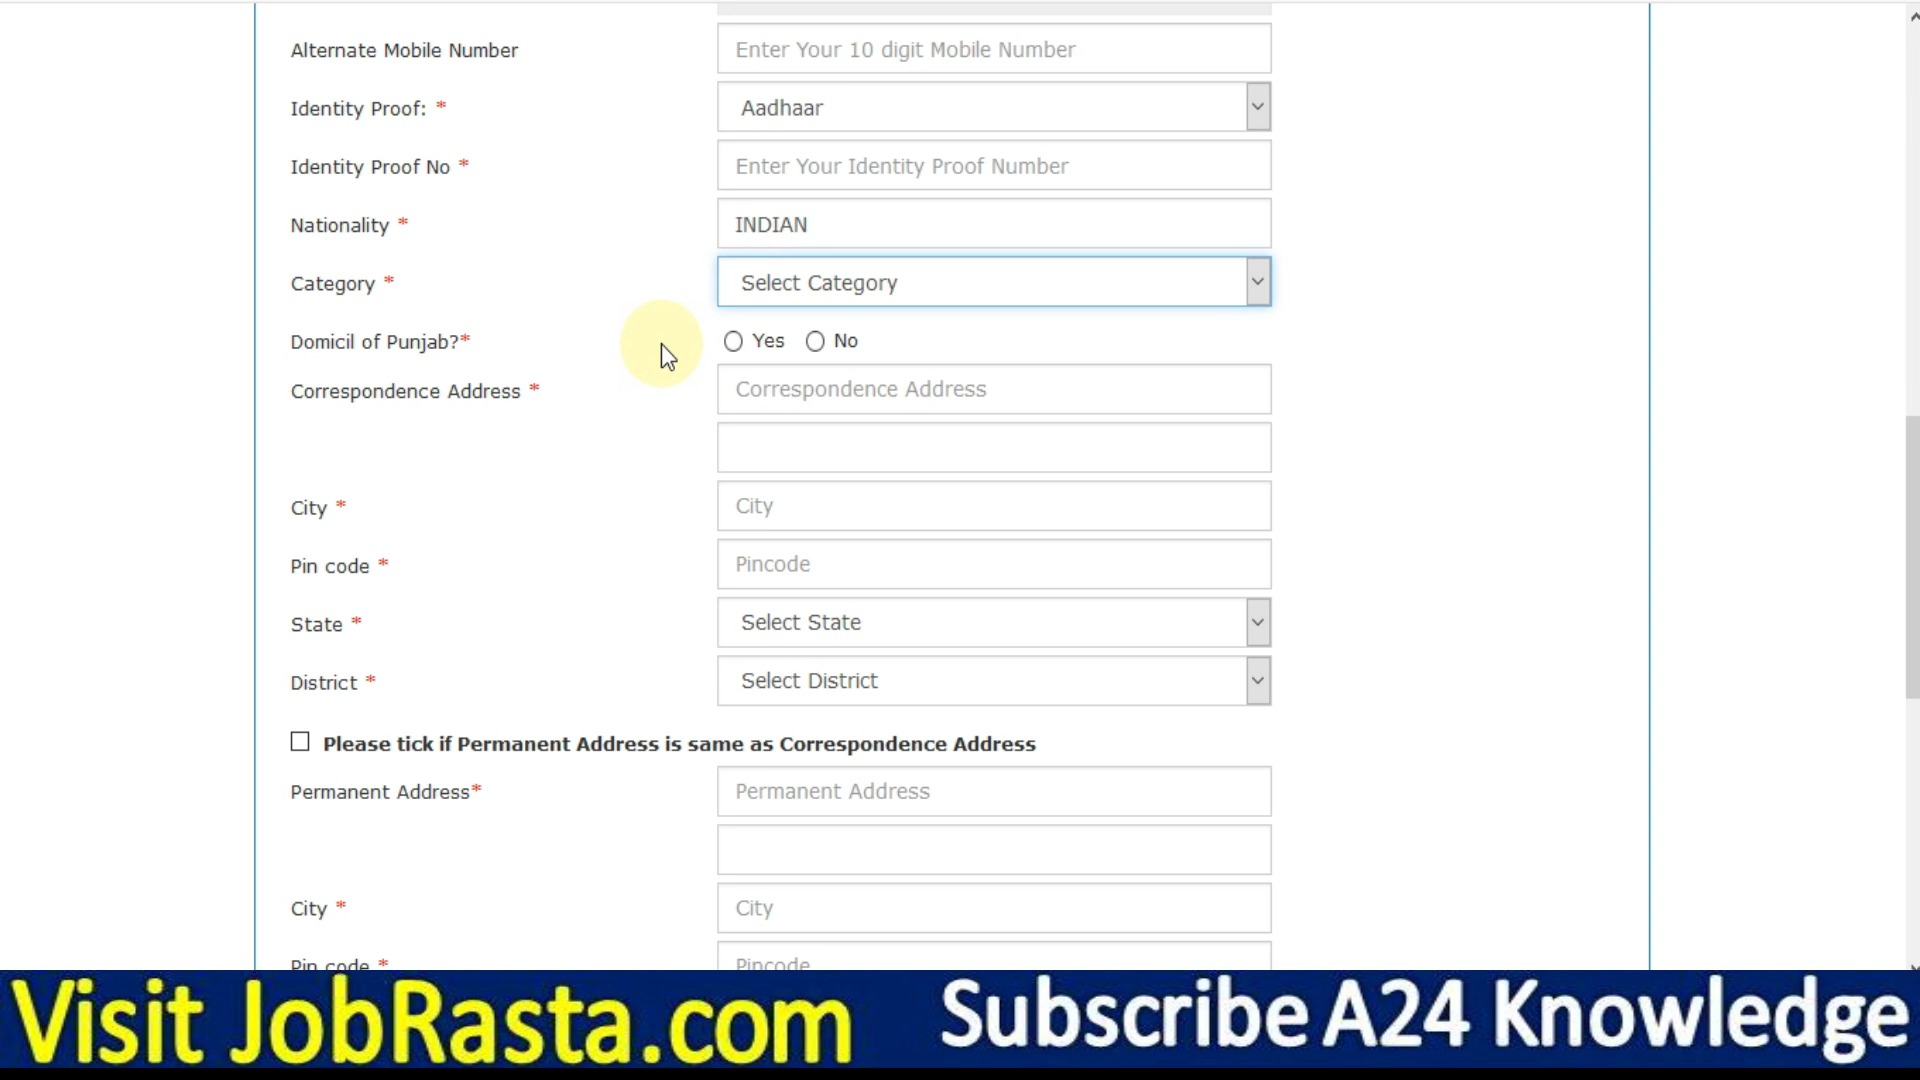 Alternate Mobile Number Enter Your 10 digit Mobile Number
Identity Proof: * Aadhaar
Identity Proof No * Enter Your Identity Proof Number
Nationality * INDIAN
Category * Select Category
Domicil of Punjab?* Yes No
Correspondence Address * Correspondence Address
City * City
Pin code * Pincode
State * Select State
District * Select District
Please tick if Permanent Address is same as Correspondence Address
Permanent Address* Permanent Address
City * City
Pin code * Pincode
Visit JobRasta.com Subscribe A24 Knowledge